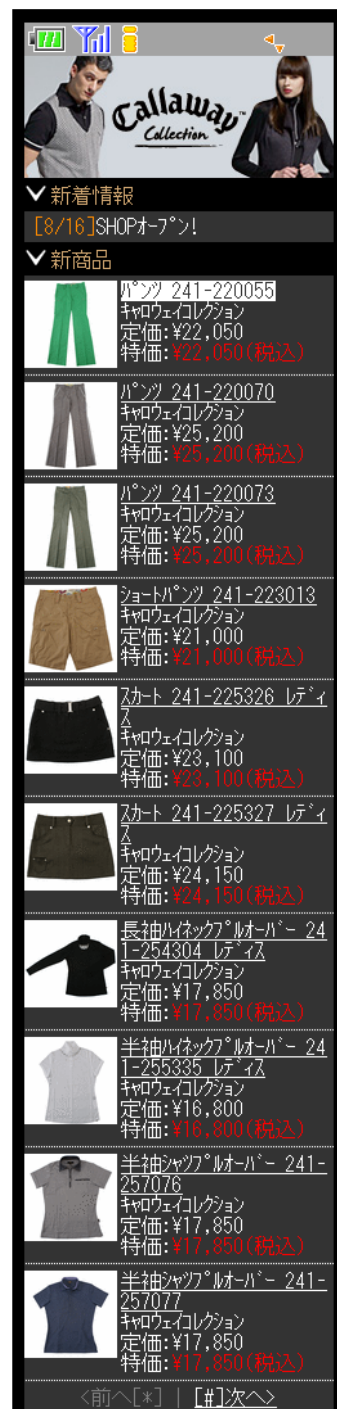 Callaway
Collection
新着情報
[8/16]SHOPｵｰﾌﾟﾝ!
新商品
ﾊﾟﾝﾂ 241-220055
ｷｬﾛｳｪｲｺﾚｸｼｮﾝ
定価:¥22,050
特価:¥22,050(税込)
ﾊﾟﾝﾂ 241-220070
ｷｬﾛｳｪｲｺﾚｸｼｮﾝ
定価:¥25,200
特価:¥25,200(税込)
ﾊﾟﾝﾂ 241-220073
ｷｬﾛｳｪｲｺﾚｸｼｮﾝ
定価:¥25,200
特価:¥25,200(税込)
ｼｮｰﾄﾊﾟﾝﾂ 241-223013
ｷｬﾛｳｪｲｺﾚｸｼｮﾝ
定価:¥21,000
特価:¥21,000(税込)
ｽｶｰﾄ 241-225326 ﾚﾃﾞｨ
ｽ
ｷｬﾛｳｪｲｺﾚｸｼｮﾝ
定価:¥23,100
特価:¥23,100(税込)
ｽｶｰﾄ 241-225327 ﾚﾃﾞｨ
ｽ
ｷｬﾛｳｪｲｺﾚｸｼｮﾝ
定価:¥24,150
特価:¥24,150(税込)
長袖ﾊｲﾈｯｸﾌﾟﾙｵｰﾊﾞｰ 24
1-254304 ﾚﾃﾞｨｽ
ｷｬﾛｳｪｲｺﾚｸｼｮﾝ
定価:¥17,850
特価:¥17,850(税込)
半袖ﾊｲﾈｯｸﾌﾟﾙｵｰﾊﾞｰ 24
1-255335 ﾚﾃﾞｨｽ
ｷｬﾛｳｪｲｺﾚｸｼｮﾝ
定価:¥16,800
特価:¥16,800(税込)
半袖ｼｬﾂﾌﾟﾙｵｰﾊﾞｰ 241-
257076
ｷｬﾛｳｪｲｺﾚｸｼｮﾝ
定価:¥17,850
特価:¥17,850(税込)
半袖ｼｬﾂﾌﾟﾙｵｰﾊﾞｰ 241-
257077
ｷｬﾛｳｪｲｺﾚｸｼｮﾝ
定価:¥17,850
特価:¥17,850(税込)
<前へ[*] | [#]次へ>